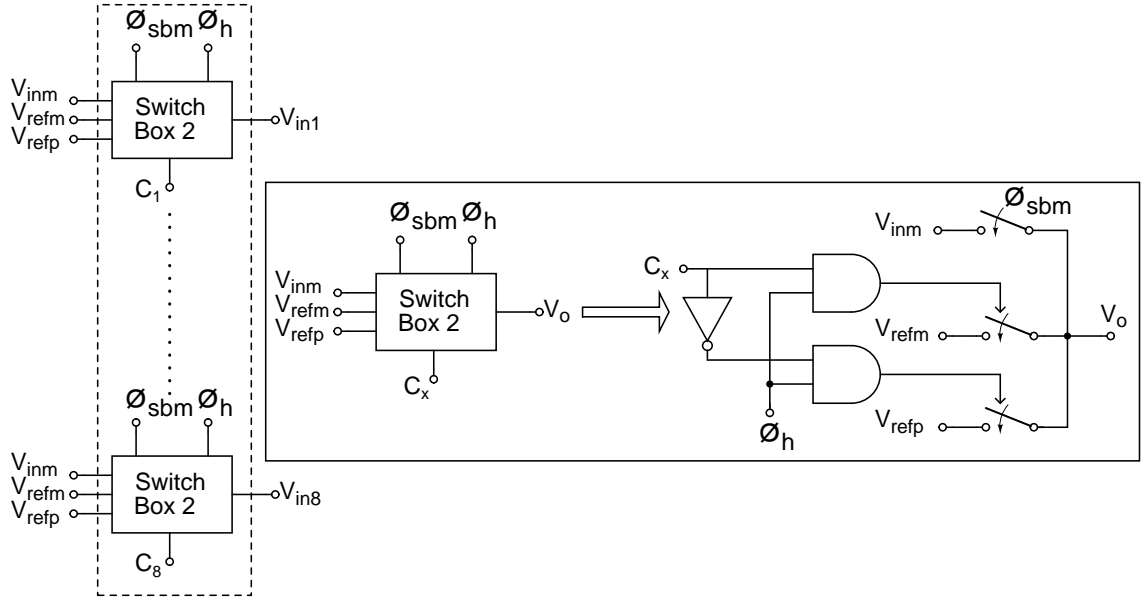 Øsbm Øh
Vinm
Vrefm
Vrefp
Switch
Box 2
Vin1
C1
Øsbm Øh
Vinm
Vrefm
Vrefp
Switch
Box 2
Vin8
C8
Øsbm Øh
Vinm
Vrefm
Vrefp
Switch
Box 2
Vo
Cx
Cx
Øh
Øsbm
Vinm
Vrefm
Vrefp
Vo